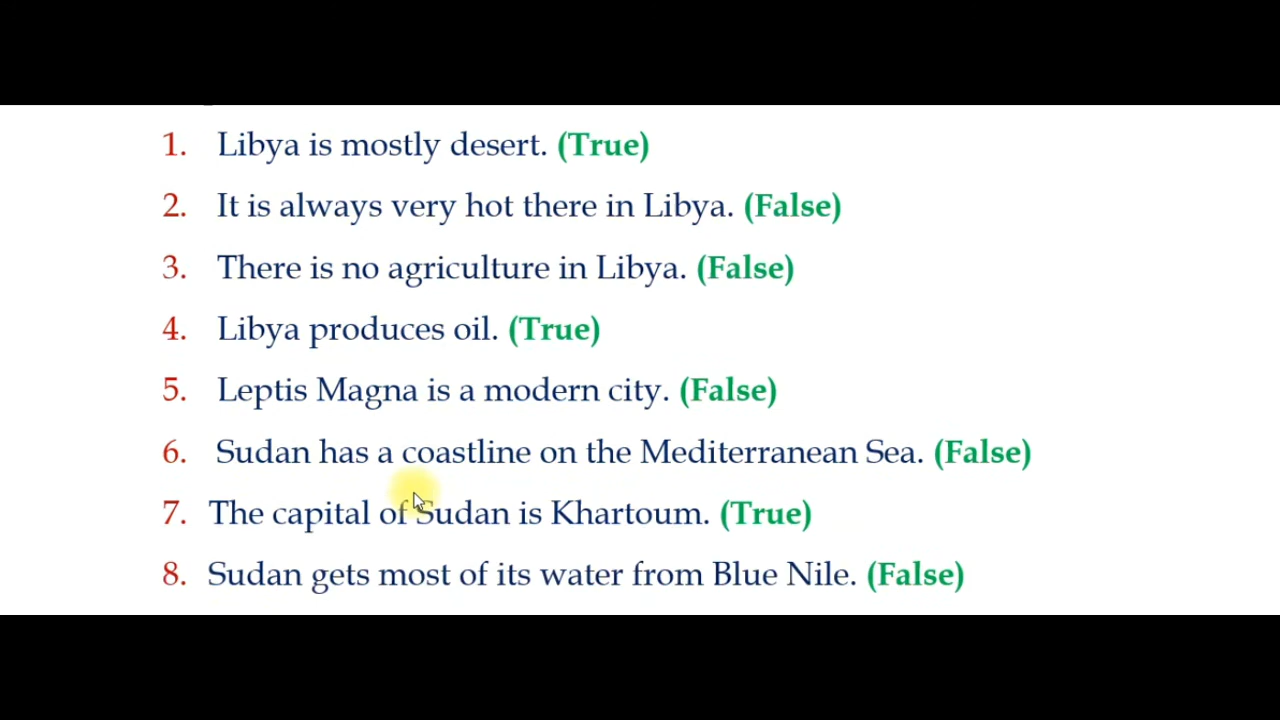 1. Libya is mostly desert. (True)
2. It is always very hot there in Libya. (False)
3. There is no agriculture in Libya. (False)
4. Libya produces oil. (True)
5. Leptis Magna is a modern city. (False)
6. Sudan has a coastline on the Mediterranean Sea. (False)
7. The capital of Sudan is Khartoum. (True)
8. Sudan gets most of its water from Blue Nile. (False)